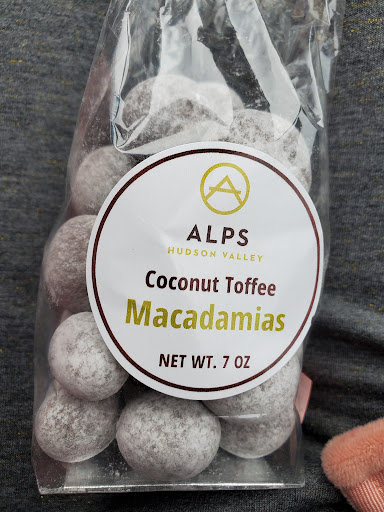 ALPS
HUDSON VALLEY
Coconut Toffee
Macadamias
NET WT. 7 OZ